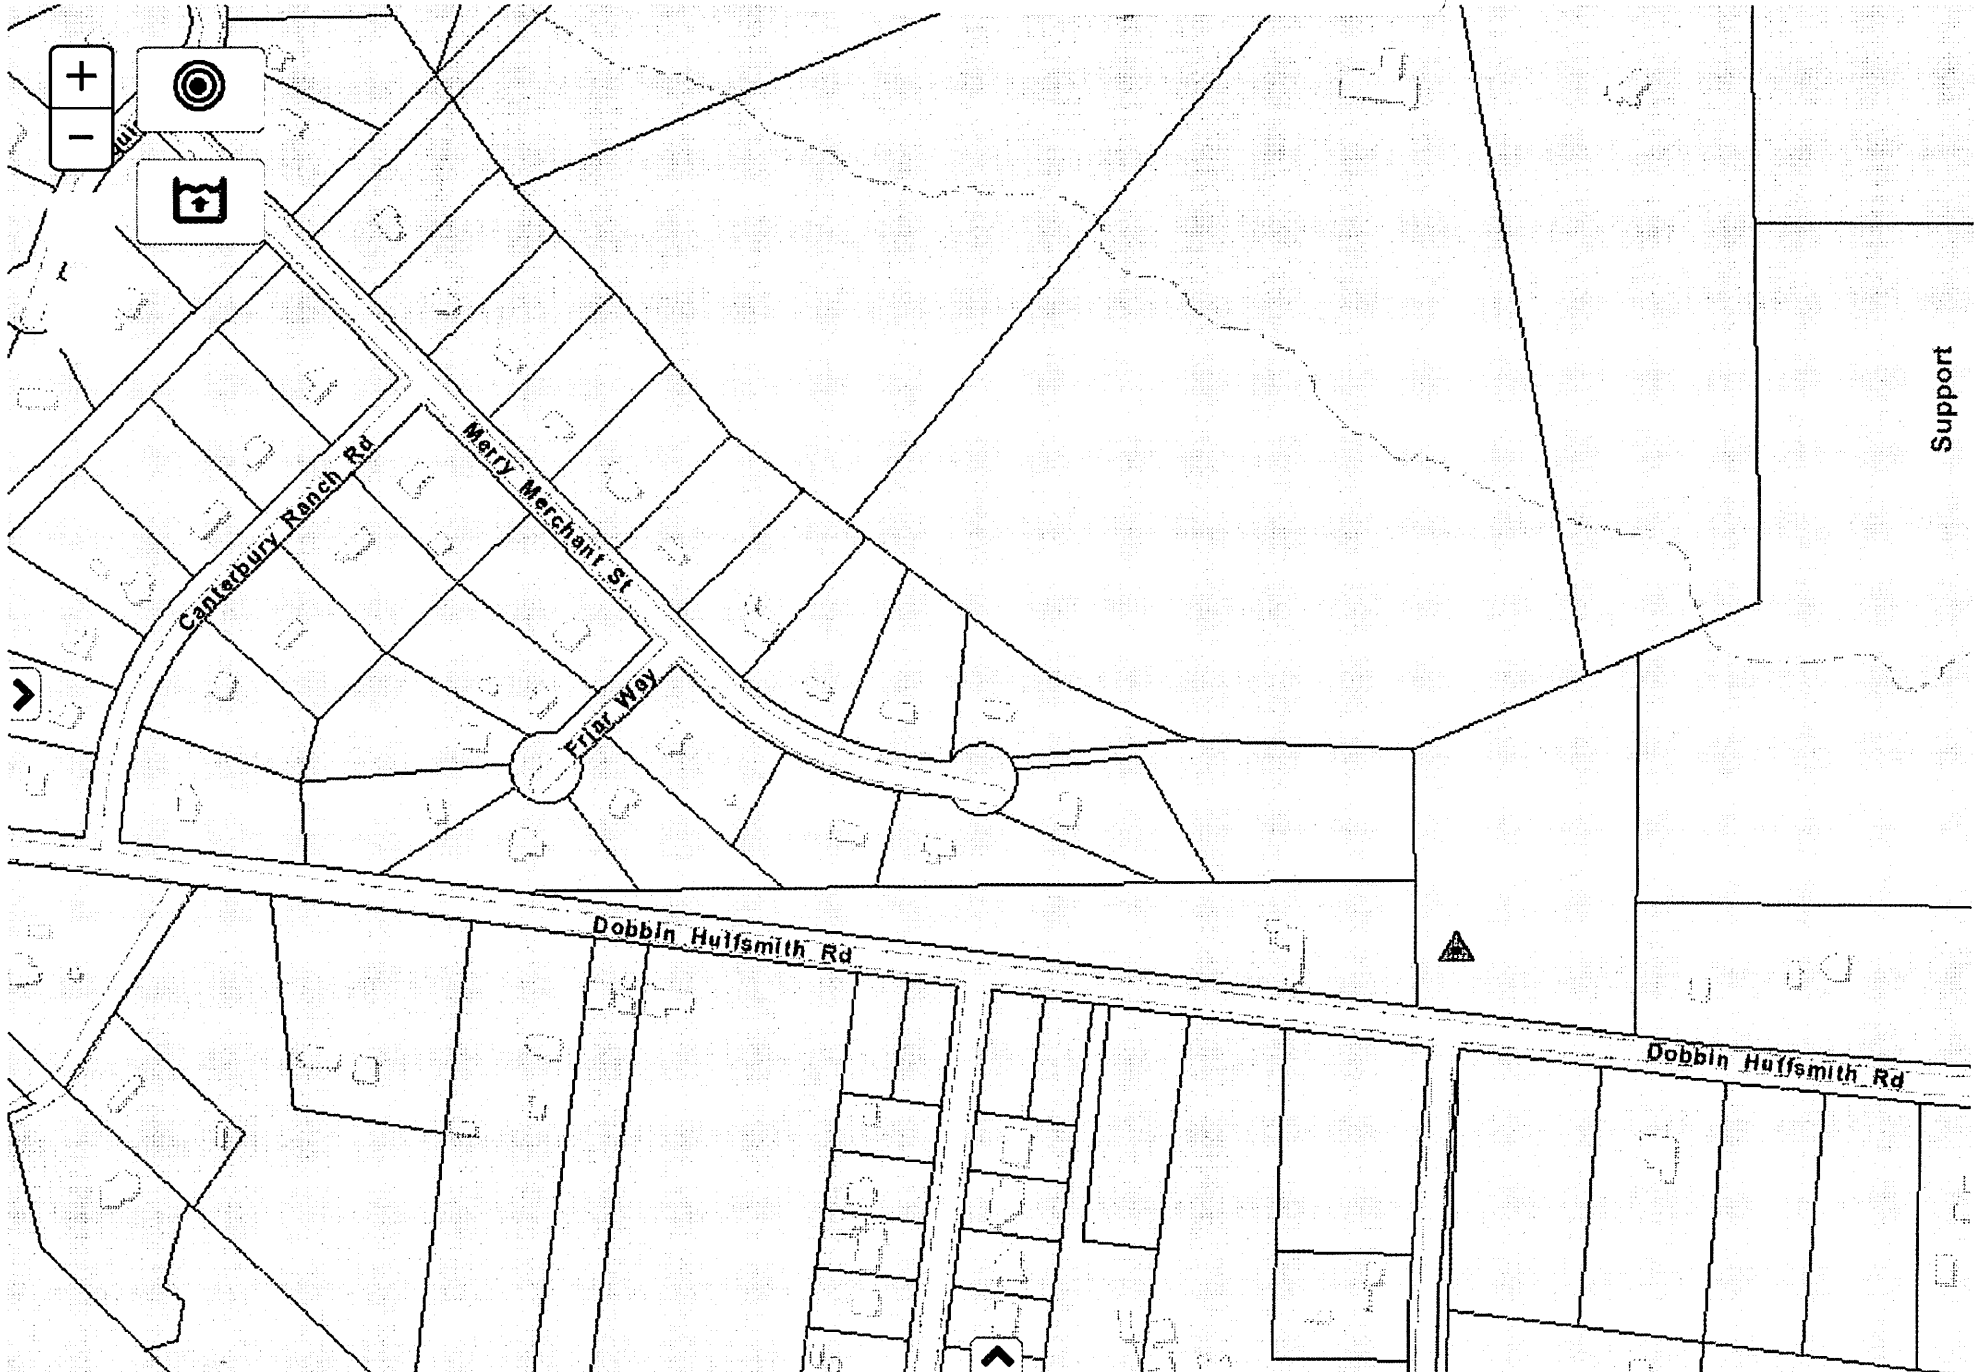 +
−
Support
Merry Merchant St
Canterbury Ranch Rd
Friar Way
Dobbin Huffsmith Rd
Dobbin Huffsmith Rd